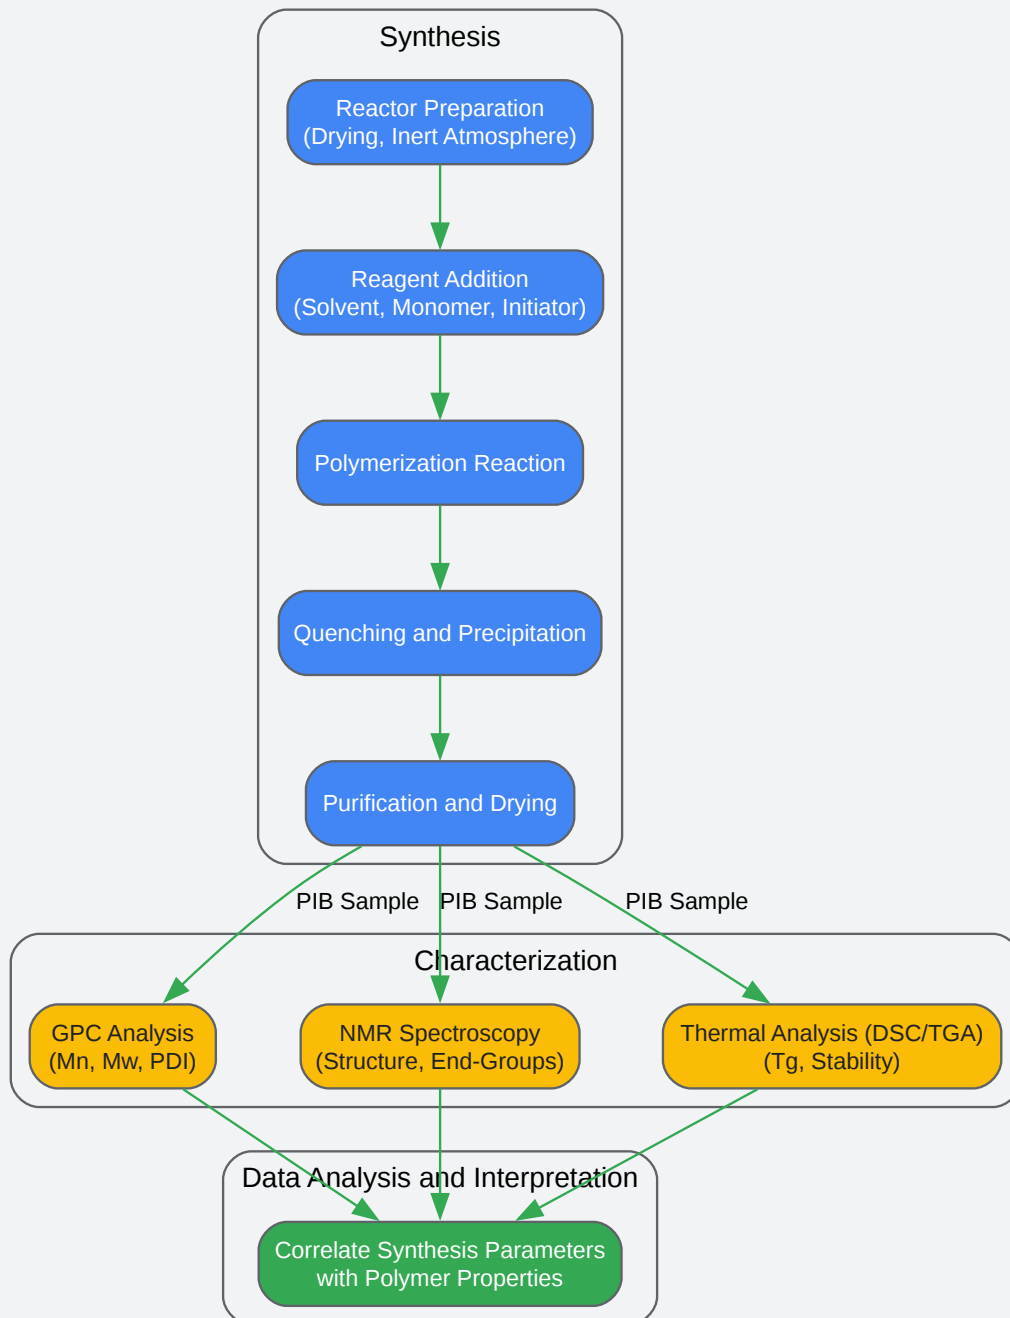 Synthesis
Reactor Preparation
(Drying, Inert Atmosphere)
Reagent Addition
(Solvent, Monomer, Initiator)
Polymerization Reaction
Quenching and Precipitation
Purification and Drying
PIB Sample
PIB Sample
PIB Sample
Characterization
GPC Analysis
(Mn, Mw, PDI)
NMR Spectroscopy
(Structure, End-Groups)
Thermal Analysis (DSC/TGA)
(Tg, Stability)
Data Analysis and Interpretation
Correlate Synthesis Parameters
with Polymer Properties